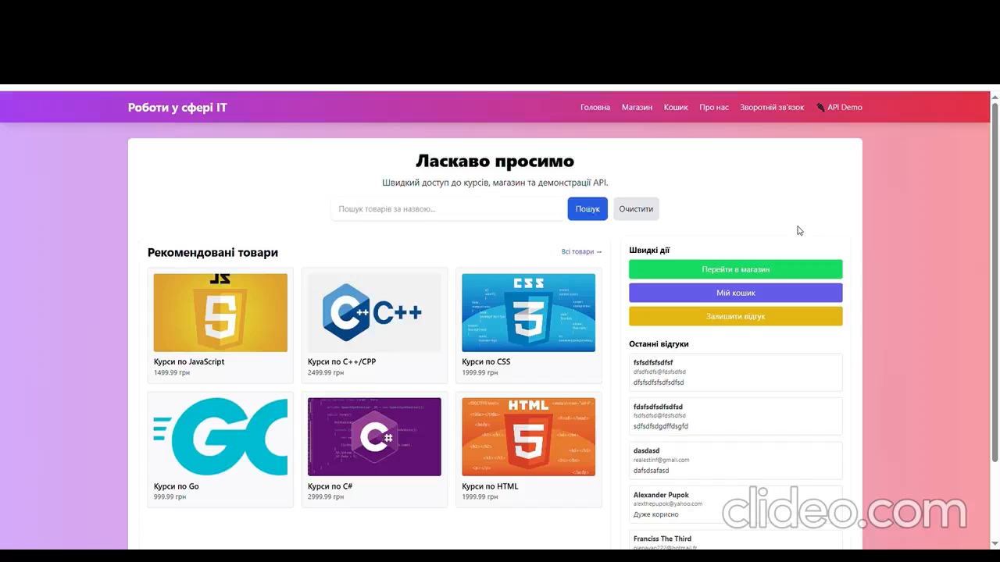 Роботи у сфері IT
Головна Магазин Кошик Про нас Зворотній зв'язок API Demo
Ласкаво просимо
Швидкий доступ до курсів, магазин та демонстрації API.
Пошук товарів за назвою...
Пошук
Очистити
Рекомендовані товари
Всі товари →
JS
5
Курси по JavaScript
1499.99 грн
C++
C++
Курси по C++/CPP
2499.99 грн
CSS
3
Курси по CSS
1999.99 грн
GO
Курси по Go
999.99 грн
C#
Курси по C#
2999.99 грн
HTML
5
Курси по HTML
1999.99 грн
Швидкі дії
Перейти в магазин
Мій кошик
Залишити відгук
Останні відгуки
fsfsdfsfsdfsf
dfsdfsdfs@fdsfsdfsd
dfsfsdfsfsdfsdfsd
fdsfsdfsdfsdfsd
fsdfsdfsd@fdsfsdfsd
sdfsdfsdgdffdsgfd
dasdasd
realestinf@gmail.com
dafsdsafasd
Alexander Pupok
alexthepupok@yahoo.com
Дуже корисно
Franciss The Third
clideo.com